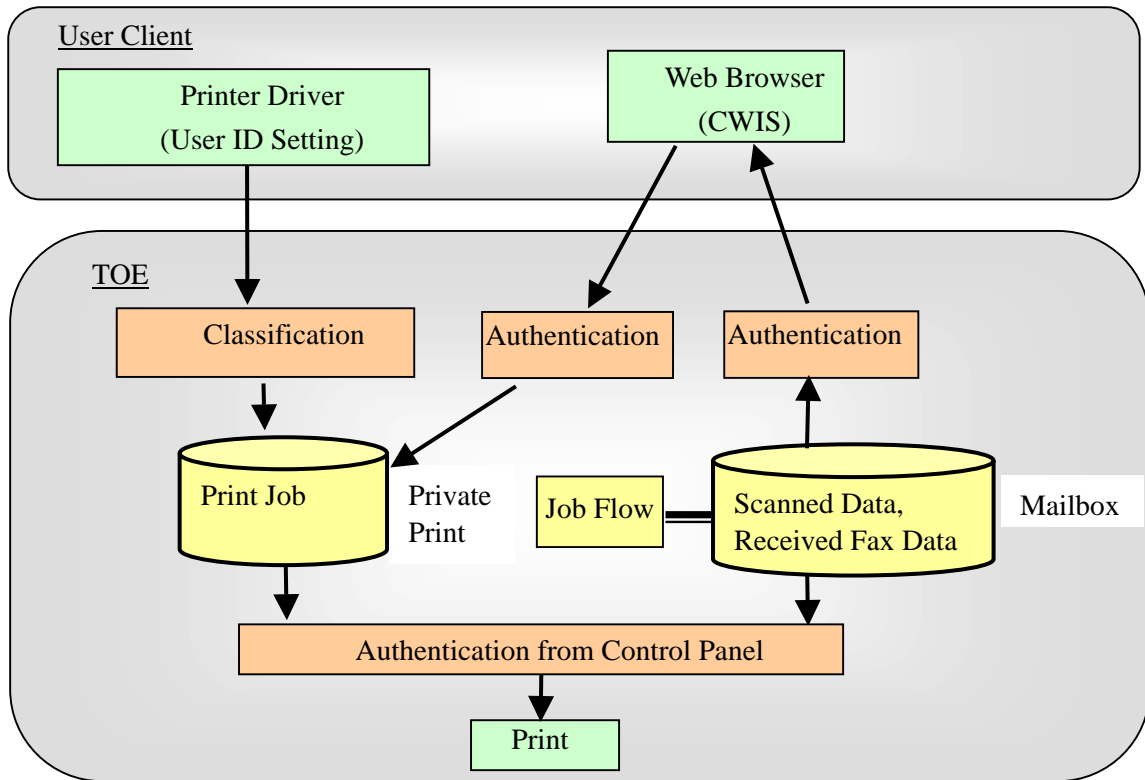 User Client
Printer Driver
(User ID Setting)
Web Browser
(CWIS)
TOE
Classification
Authentication
Authentication
Print Job
Private
Print
Job Flow
Scanned Data,
Received Fax Data
Mailbox
Authentication from Control Panel
Print